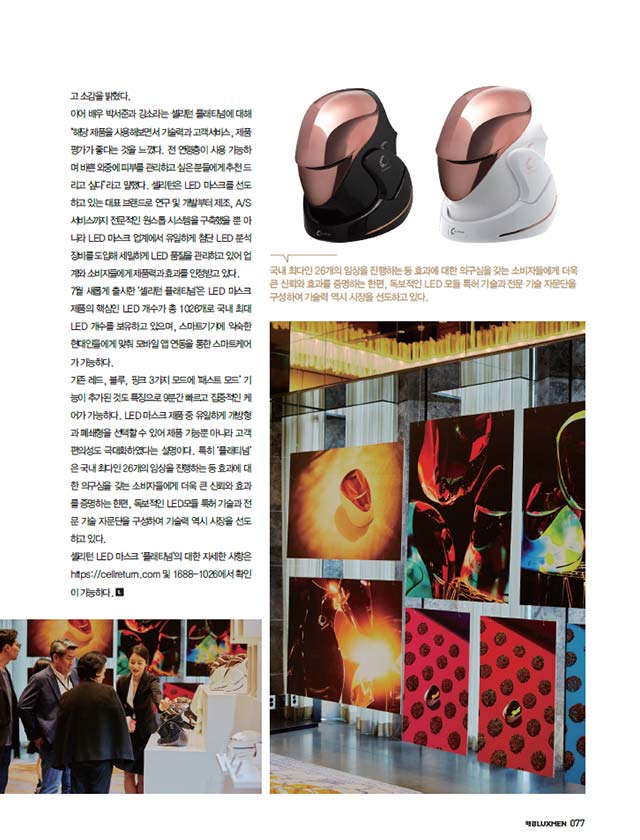 고 소감을 밝혔다.
이어 배우 박서준과 강소라는 셀리턴 플래티넘에 대해
“해당 제품을 사용해보면서 기술력과 고객서비스, 제품
평가가 좋다는 것을 느꼈다. 전 연령층이 사용 가능하
며 바쁜 와중에 피부를 관리하고 싶은 분들에게 추천 드
리고 싶다”라고 말했다. 셀리턴은 LED 마스크를 선도
하고 있는 대표 브랜드로 연구 및 개발부터 제조, A/S
서비스까지 전문적인 원스톱 시스템을 구축했을 뿐 아
니라 LED 마스크 업계에서 유일하게 첨단 LED 분석
장비를 도입해 세밀하게 LED 품질을 관리하고 있어 업
계와 소비자들에게 제품력과 효과를 인정받고 있다.
7월 새롭게 출시한 ‘셀리턴 플래티넘’은 LED 마스크
제품의 핵심인 LED 개수가 총 1026개로 국내 최대
LED 개수를 보유하고 있으며, 스마트기기에 익숙한
현대인들에게 맞춰 모바일 앱 연동을 통한 스마트케어
가 가능하다.
기존 레드, 블루, 핑크 3가지 모드에 ‘패스트 모드’ 기
능이 추가된 것도 특징으로 9분간 빠르고 집중적인 케
어가 가능하다. LED 마스크 제품 중 유일하게 개방형
과 폐쇄형을 선택할 수 있어 제품 기능뿐 아니라 고객
편의성도 극대화하였다는 설명이다. 특히 ‘플래티넘’
은 국내 최다인 26개의 임상을 진행하는 등 효과에 대
한 의구심을 갖는 소비자들에게 더욱 큰 신뢰와 효과
를 증명하는 한편, 독보적인 LED모듈 특허 기술과 전
문 기술 자문단을 구성하여 기술력 역시 시장을 선도
하고 있다.
셀리턴 LED 마스크 ‘플래티넘’의 대한 자세한 사항은
https://cellreturn.com 및 1688-1026에서 확인
이 가능하다. L
국내 최다인 26개의 임상을 진행하는 등 효과에 대한 의구심을 갖는 소비자들에게 더욱
큰 신뢰와 효과를 증명하는 한편, 독보적인 LED 모듈 특허 기술과 전문 기술 자문단을
구성하여 기술력 역시 시장을 선도하고 있다.
매경LUXMEN 077